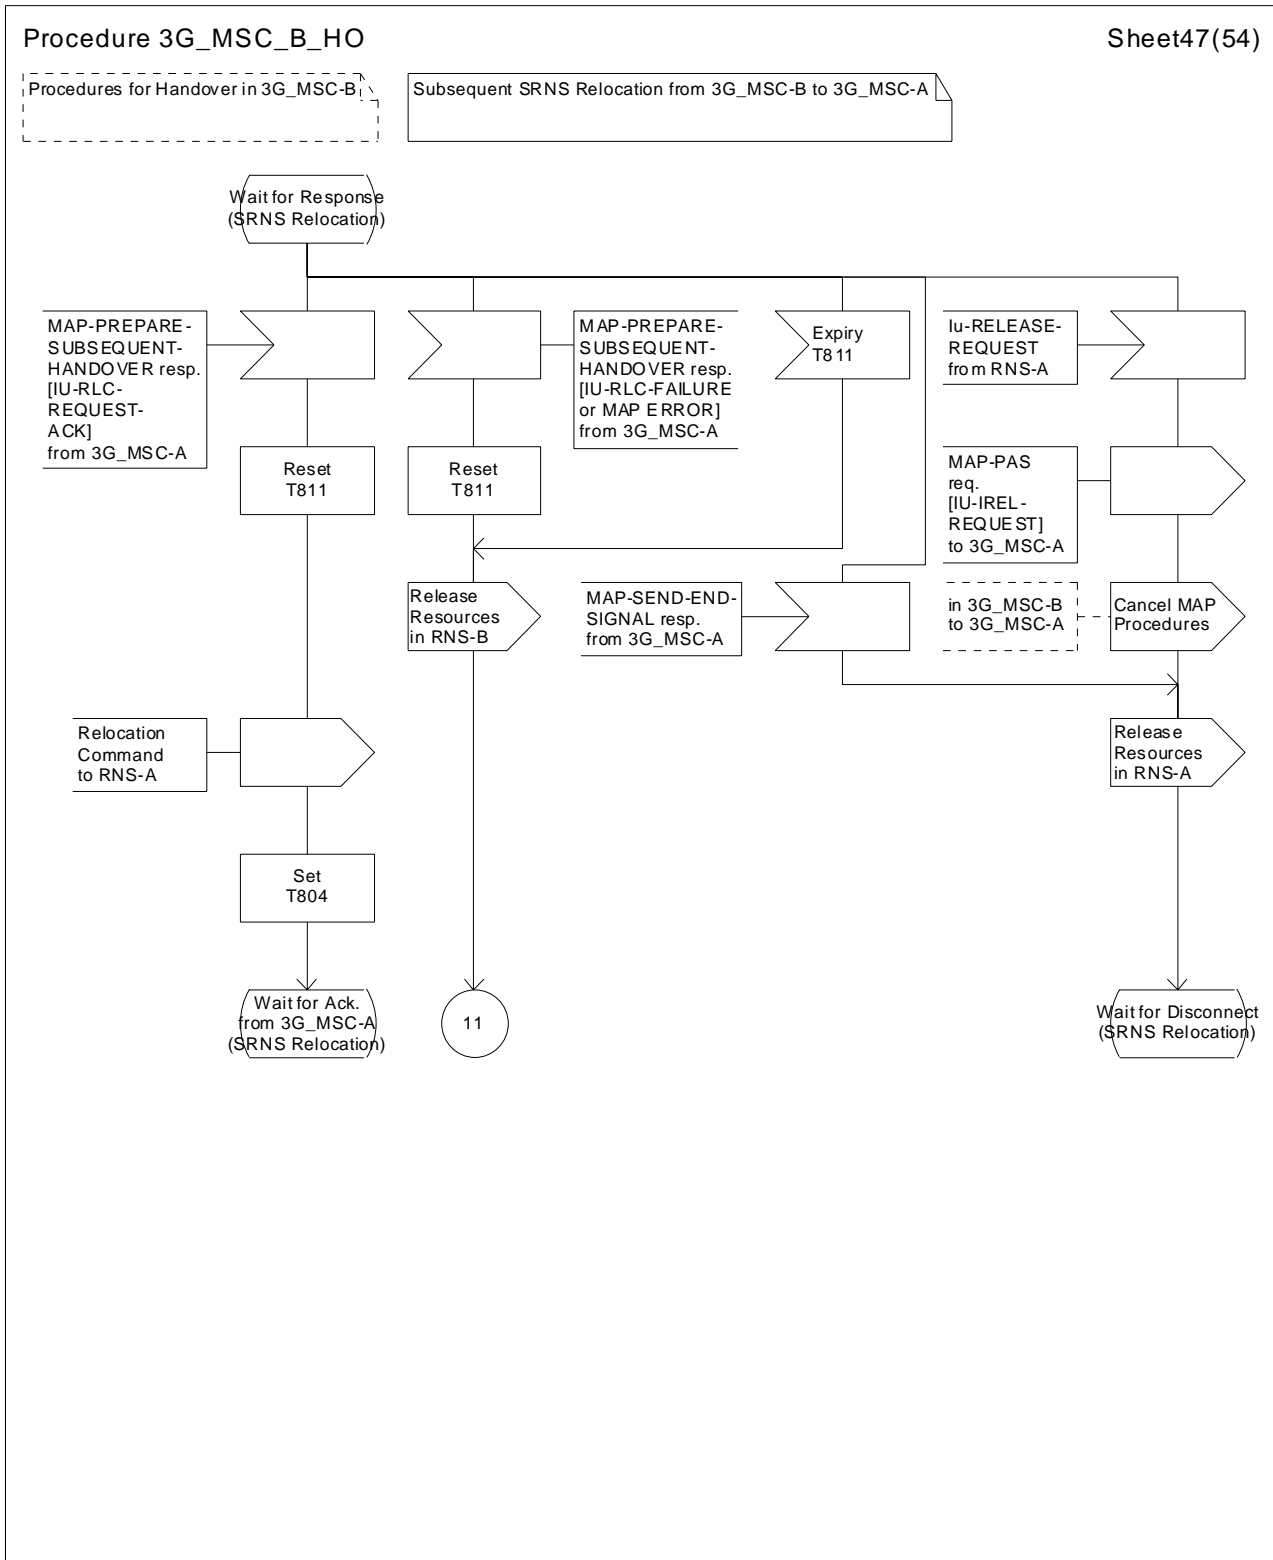 Procedure 3G_MSC_B_HO
Sheet47(54)
Procedures for Handover in 3G_MSC-B
Subsequent SRNS Relocation from 3G_MSC-B to 3G_MSC-A
Wait for Response
(SRNS Relocation)
MAP-PREPARE-
SUBSEQUENT-
HANDOVER resp.
[IU-RLC-
REQUEST-
ACK]
from 3G_MSC-A
MAP-PREPARE-
SUBSEQUENT-
HANDOVER resp.
[IU-RLC-FAILURE
or MAP ERROR]
from 3G_MSC-A
Expiry
T811
Iu-RELEASE-
REQUEST
from RNS-A
Reset
T811
Reset
T811
MAP-PAS
req.
[IU-IREL-
REQUEST]
to 3G_MSC-A
Release
Resources
in RNS-B
MAP-SEND-END-
SIGNAL resp.
from 3G_MSC-A
in 3G_MSC-B
to 3G_MSC-A
Cancel MAP
Procedures
Relocation
Command
to RNS-A
Release
Resources
in RNS-A
Set
T804
Wait for Ack.
from 3G_MSC-A
(SRNS Relocation)
11
Wait for Disconnect
(SRNS Relocation)